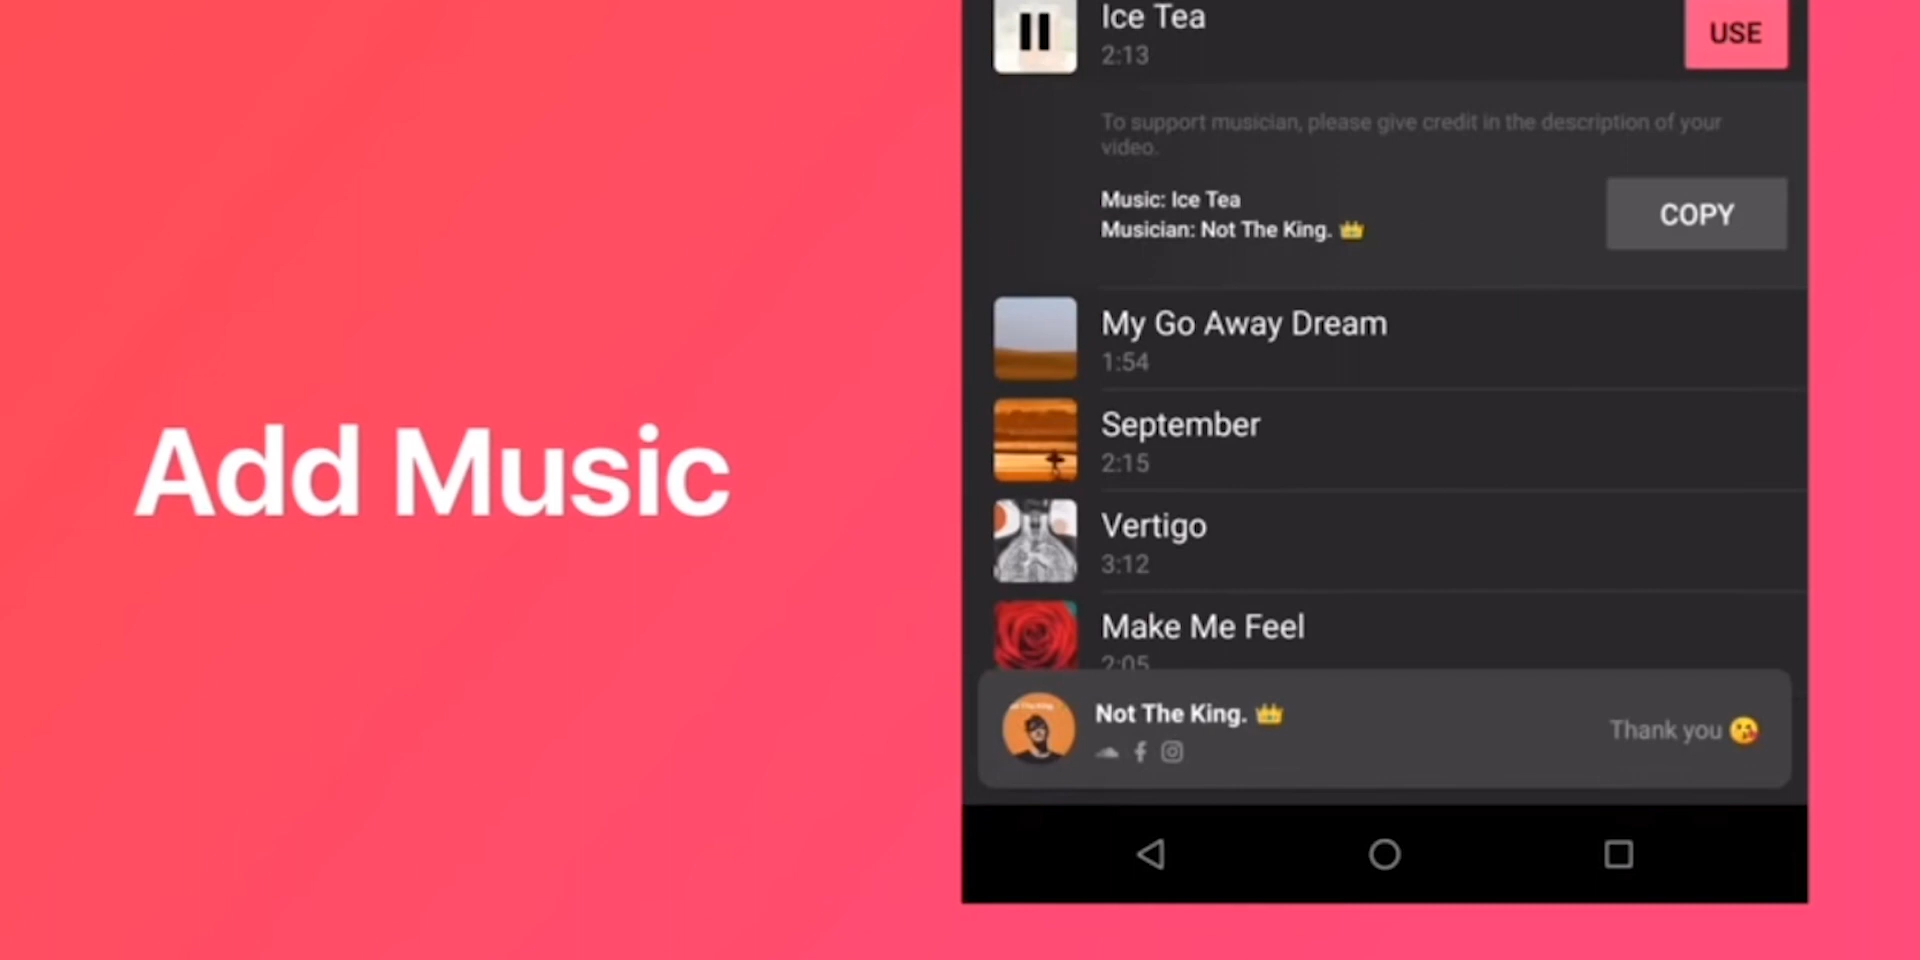 Add Music
Ice Tea
2:13
USE
To support musician, please give credit in the description of your
video.
Music: Ice Tea
Musician: Not The King. 👑
COPY
My Go Away Dream
1:54
September
2:15
Vertigo
3:12
Make Me Feel
2:05
Not The King. 👑
Thank you 😘